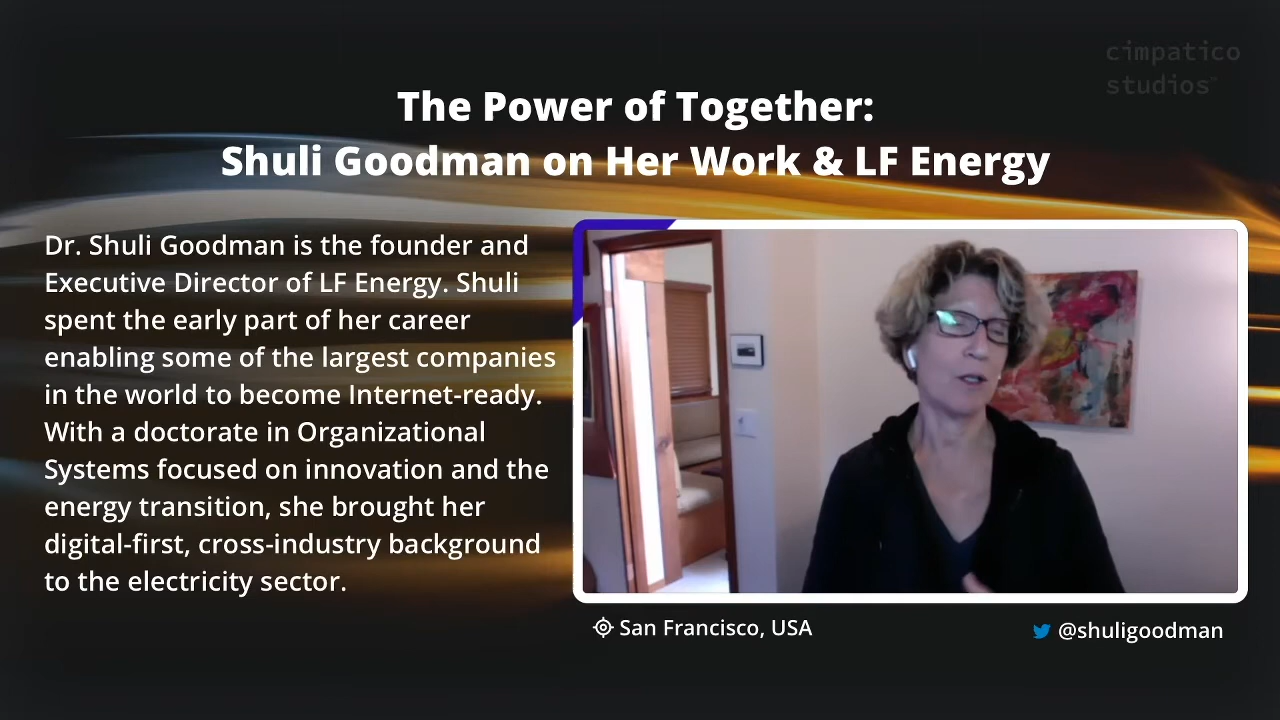 cimpatico
studios™
The Power of Together:
Shuli Goodman on Her Work & LF Energy
Dr. Shuli Goodman is the founder and
Executive Director of LF Energy. Shuli
spent the early part of her career
enabling some of the largest companies
in the world to become Internet-ready.
With a doctorate in Organizational
Systems focused on innovation and the
energy transition, she brought her
digital-first, cross-industry background
to the electricity sector.
San Francisco, USA
@shuligoodman